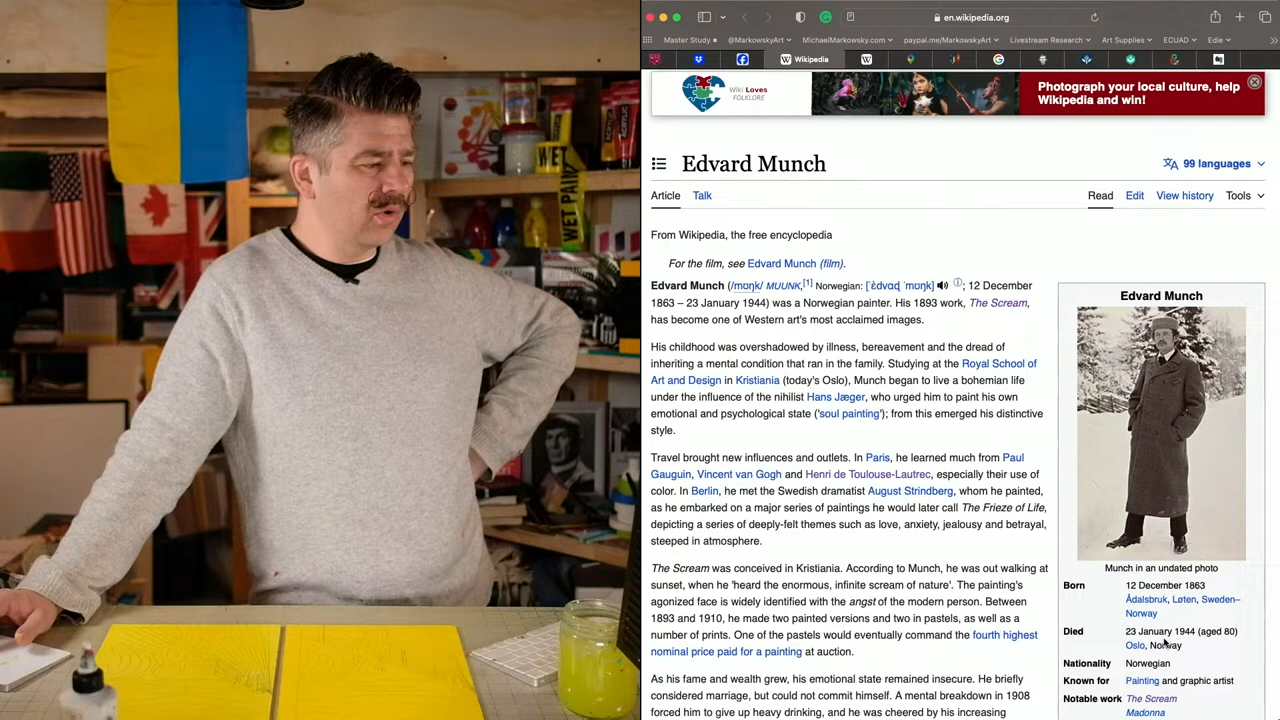 ACRYLIC
ACRYLIC
WET PAINT
WET
WET PAINT
en.wikipedia.org
Master Study
@MarkowskyArt
MichaelMarkowsky.com
paypal.me/MarkowskyArt
Livestream Research
Art Supplies
ECUAD
Edie
Wikipedia
Wiki Loves
FOLKLORE
Photograph your local culture, help
Wikipedia and win!
Edvard Munch
99 languages
Article Talk
Read Edit View history Tools
From Wikipedia, the free encyclopedia
For the film, see Edvard Munch (film).
Edvard Munch (/mʊŋk/ MUUNK,[1] Norwegian: [ˈɛ̀dvɑɖ ˈmʊŋk] ; 12 December
1863 – 23 January 1944) was a Norwegian painter. His 1893 work, The Scream,
has become one of Western art's most acclaimed images.
His childhood was overshadowed by illness, bereavement and the dread of
inheriting a mental condition that ran in the family. Studying at the Royal School of
Art and Design in Kristiania (today's Oslo), Munch began to live a bohemian life
under the influence of the nihilist Hans Jæger, who urged him to paint his own
emotional and psychological state ('soul painting'); from this emerged his distinctive
style.
Travel brought new influences and outlets. In Paris, he learned much from Paul
Gauguin, Vincent van Gogh and Henri de Toulouse-Lautrec, especially their use of
color. In Berlin, he met the Swedish dramatist August Strindberg, whom he painted,
as he embarked on a major series of paintings he would later call The Frieze of Life,
depicting a series of deeply-felt themes such as love, anxiety, jealousy and betrayal,
steeped in atmosphere.
The Scream was conceived in Kristiania. According to Munch, he was out walking at
sunset, when he 'heard the enormous, infinite scream of nature'. The painting's
agonized face is widely identified with the angst of the modern person. Between
1893 and 1910, he made two painted versions and two in pastels, as well as a
number of prints. One of the pastels would eventually command the fourth highest
nominal price paid for a painting at auction.
As his fame and wealth grew, his emotional state remained insecure. He briefly
considered marriage, but could not commit himself. A mental breakdown in 1908
forced him to give up heavy drinking, and he was cheered by his increasing
Edvard Munch
Munch in an undated photo
Born 12 December 1863
Ådalsbruk, Løten, Sweden–
Norway
Died 23 January 1944 (aged 80)
Oslo, Norway
Nationality Norwegian
Known for Painting and graphic artist
Notable work The Scream
Madonna